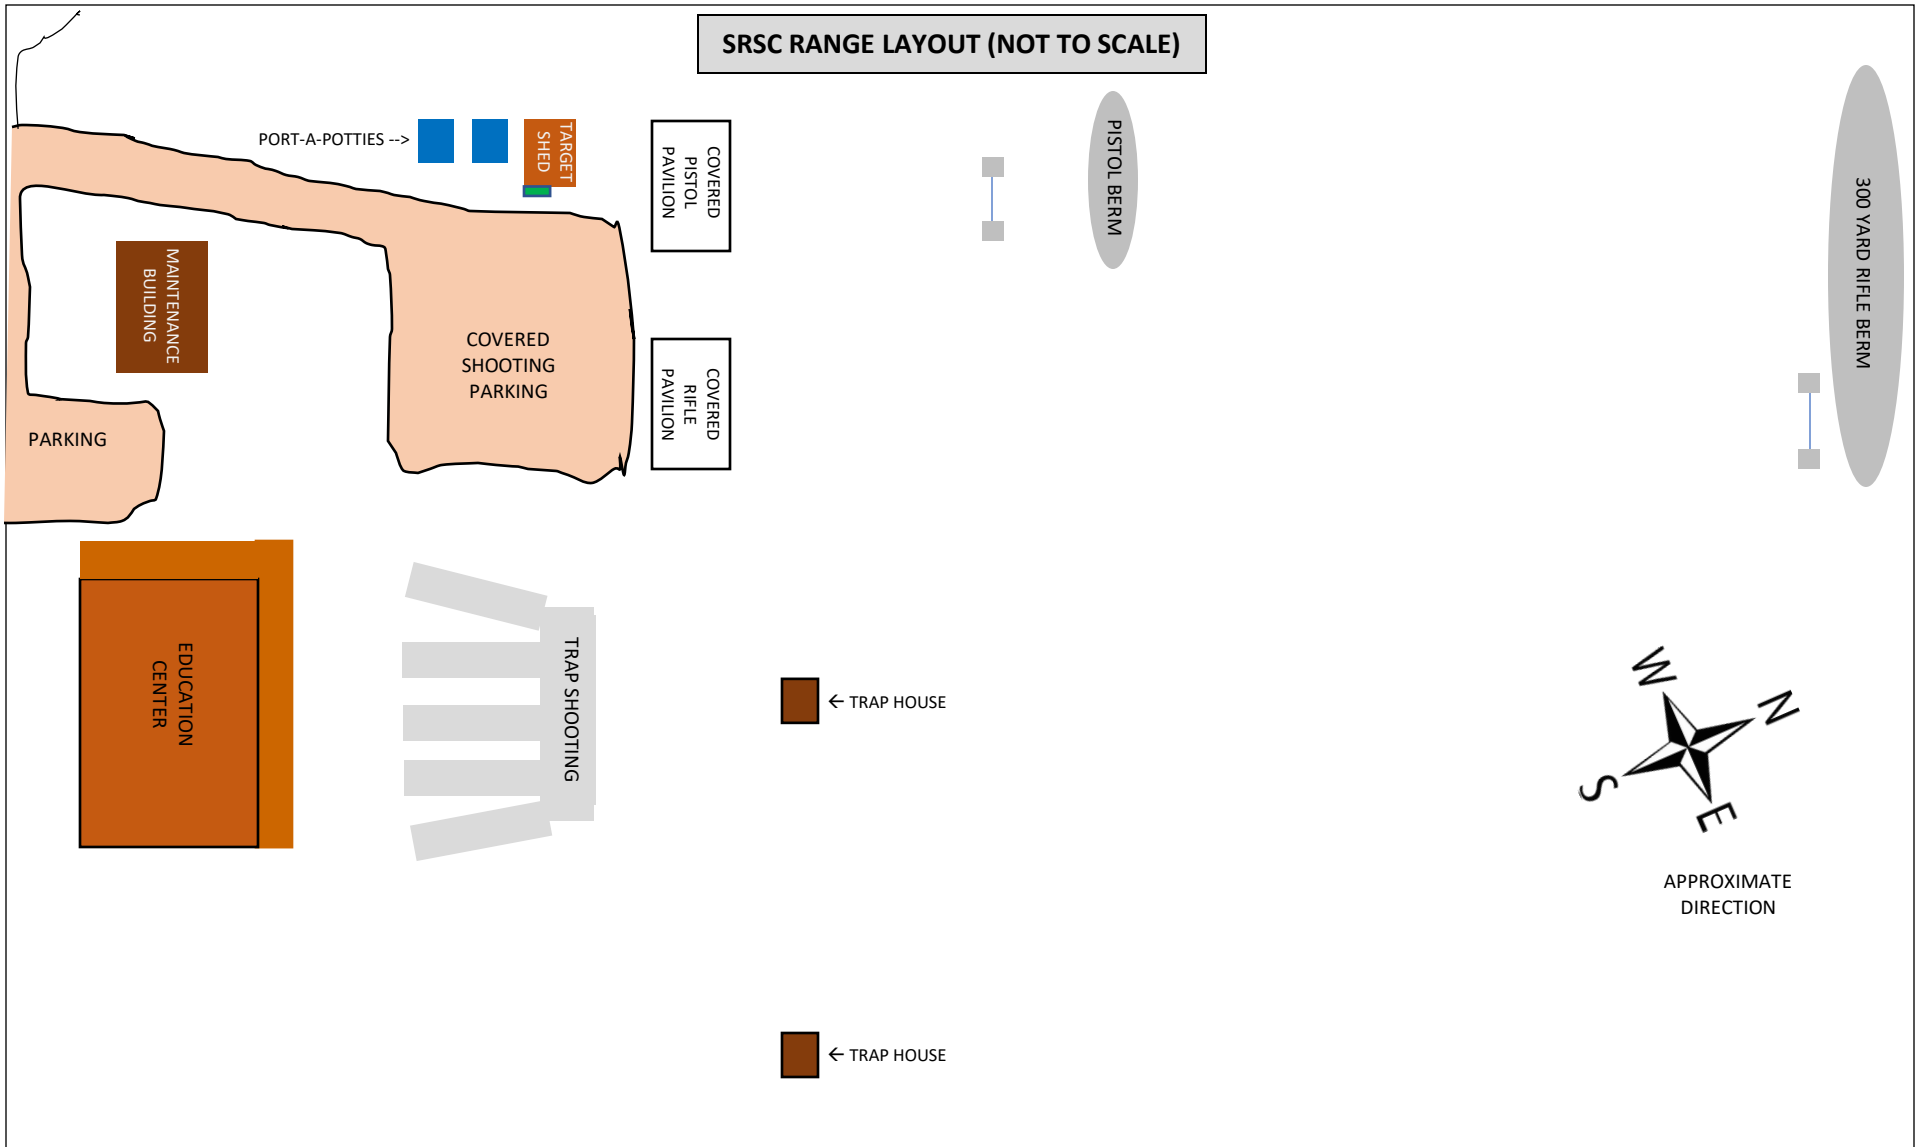 SRSC RANGE LAYOUT (NOT TO SCALE)
PORT-A-POTTIES -->
TARGET
SHED
COVERED
PISTOL
PAVILION
PISTOL BERM
300 YARD RIFLE BERM
MAINTENANCE
BUILDING
COVERED
SHOOTING
PARKING
COVERED
RIFLE
PAVILION
PARKING
EDUCATION
CENTER
TRAP SHOOTING
← TRAP HOUSE
W
N
S
E
APPROXIMATE
DIRECTION
← TRAP HOUSE